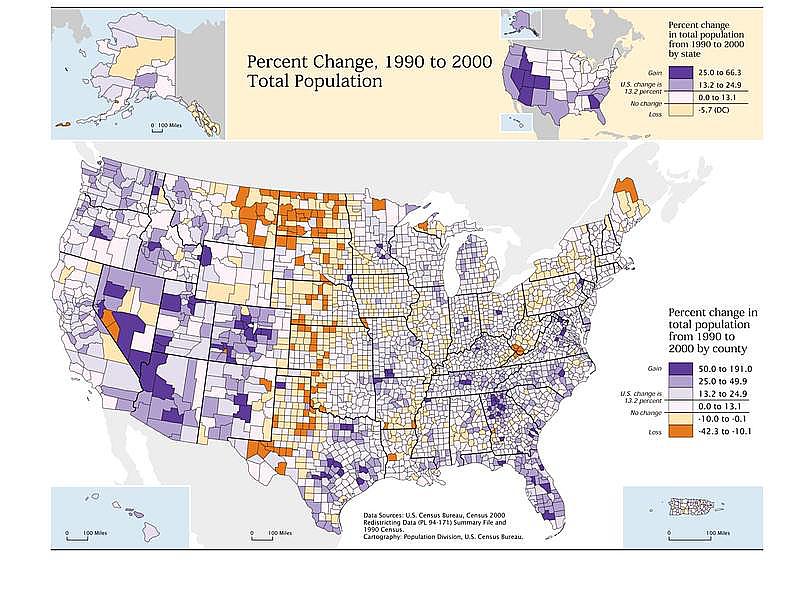 Percent Change, 1990 to 2000
Total Population
Percent change
in total population
from 1990 to 2000
by state
Gain
25.0 to 66.3
U.S. change is
13.2 percent
13.2 to 24.9
0.0 to 13.1
No change
Loss
-5.7 (DC)
0 100 Miles
Percent change in
total population
from 1990 to
2000 by county
Gain
50.0 to 191.0
25.0 to 49.9
U.S. change is
13.2 percent
13.2 to 24.9
0.0 to 13.1
No change
-10.0 to -0.1
Loss
-42.3 to -10.1
0 100 Miles
0 100 Miles
Data Sources: U.S. Census Bureau, Census 2000
Redistricting Data (PL 94-171) Summary File and
1990 Census.
Cartography: Population Division, U.S. Census Bureau.
0 100 Miles